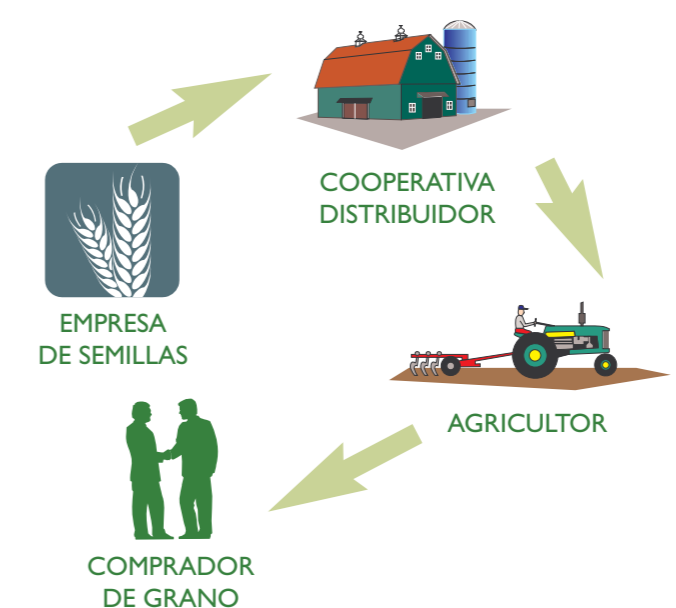 COOPERATIVA
DISTRIBUIDOR
EMPRESA
DE SEMILLAS
AGRICULTOR
COMPRADOR
DE GRANO